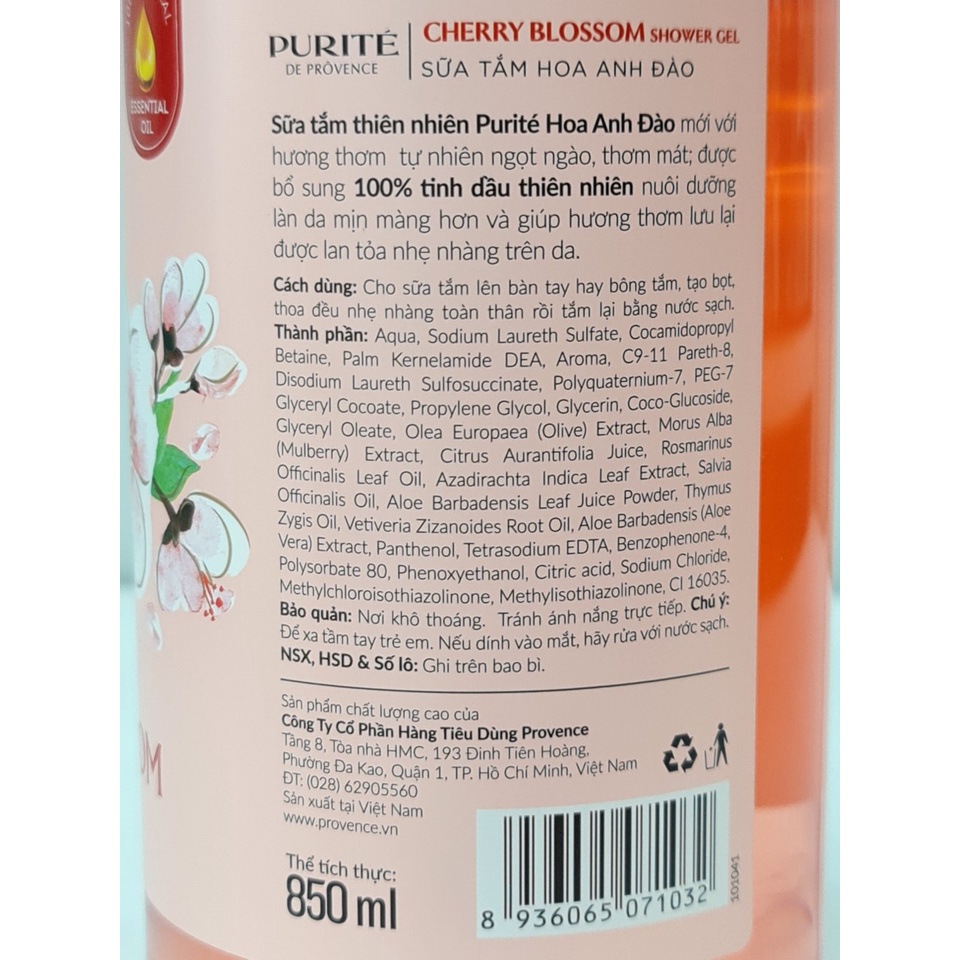 ESSENTIAL
OIL
OM
PURITÉ
DE PRÔVENCE
CHERRY BLOSSOM SHOWER GEL
SỮA TẮM HOA ANH ĐÀO
Sữa tắm thiên nhiên Purité Hoa Anh Đào mới với
hương thơm tự nhiên ngọt ngào, thơm mát; được
bổ sung 100% tinh dầu thiên nhiên nuôi dưỡng
làn da mịn màng hơn và giúp hương thơm lưu lại
được lan tỏa nhẹ nhàng trên da.
Cách dùng: Cho sữa tắm lên bàn tay hay bông tắm, tạo bọt,
thoa đều nhẹ nhàng toàn thân rồi tắm lại bằng nước sạch.
Thành phần: Aqua, Sodium Laureth Sulfate, Cocamidopropyl
Betaine, Palm Kernelamide DEA, Aroma, C9-11 Pareth-8,
Disodium Laureth Sulfosuccinate, Polyquaternium-7, PEG-7
Glyceryl Cocoate, Propylene Glycol, Glycerin, Coco-Glucoside,
Glyceryl Oleate, Olea Europaea (Olive) Extract, Morus Alba
(Mulberry) Extract, Citrus Aurantifolia Juice, Rosmarinus
Officinalis Leaf Oil, Azadirachta Indica Leaf Extract, Salvia
Officinalis Oil, Aloe Barbadensis Leaf Juice Powder, Thymus
Zygis Oil, Vetiveria Zizanoides Root Oil, Aloe Barbadensis (Aloe
Vera) Extract, Panthenol, Tetrasodium EDTA, Benzophenone-4,
Polysorbate 80, Phenoxyethanol, Citric acid, Sodium Chloride,
Methylchloroisothiazolinone, Methylisothiazolinone, CI 16035.
Bảo quản: Nơi khô thoáng. Tránh ánh nắng trực tiếp. Chú ý:
Để xa tầm tay trẻ em. Nếu dính vào mắt, hãy rửa với nước sạch.
NSX, HSD & Số lô: Ghi trên bao bì.
Sản phẩm chất lượng cao của
Công Ty Cổ Phần Hàng Tiêu Dùng Provence
Tầng 8, Tòa nhà HMC, 193 Đinh Tiên Hoàng,
Phường Đa Kao, Quận 1, TP. Hồ Chí Minh, Việt Nam
ĐT: (028) 62905560
Sản xuất tại Việt Nam
www.provence.vn
Thể tích thực:
850 ml
8 936065 071032
101041